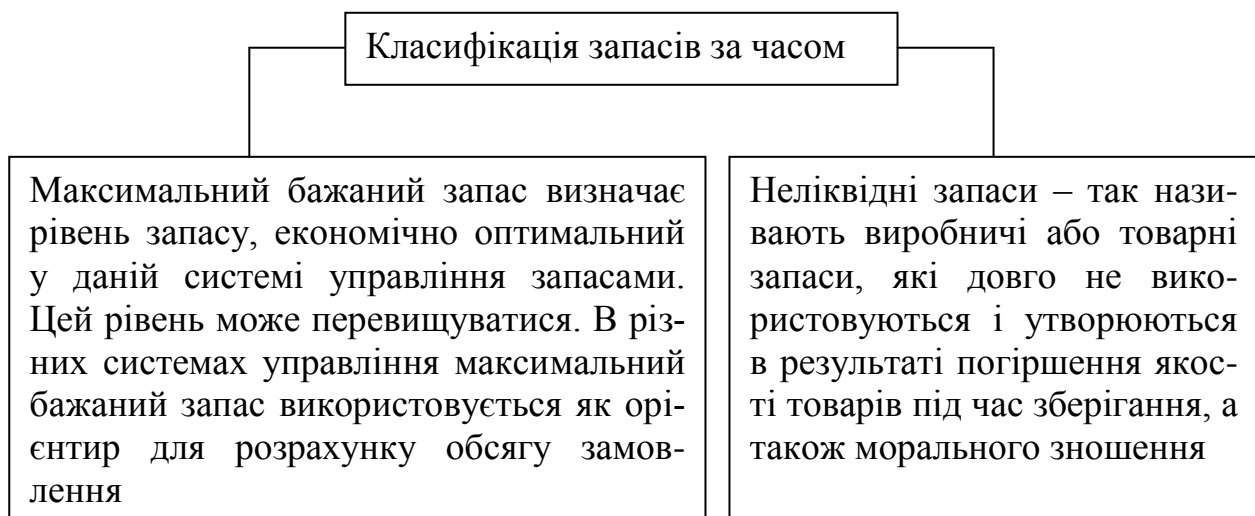 Класифікація запасів за часом
Максимальний бажаний запас визначає
рівень запасу, економічно оптимальний
у даній системі управління запасами.
Цей рівень може перевищуватися. В різ-
них системах управління максимальний
бажаний запас використовується як орі-
єнтир для розрахунку обсягу замов-
лення
Неліквідні запаси – так нази-
вають виробничі або товарні
запаси, які довго не вико-
ристовуються і утворюються
в результаті погіршення якос-
ті товарів під час зберігання, а
також морального зношення